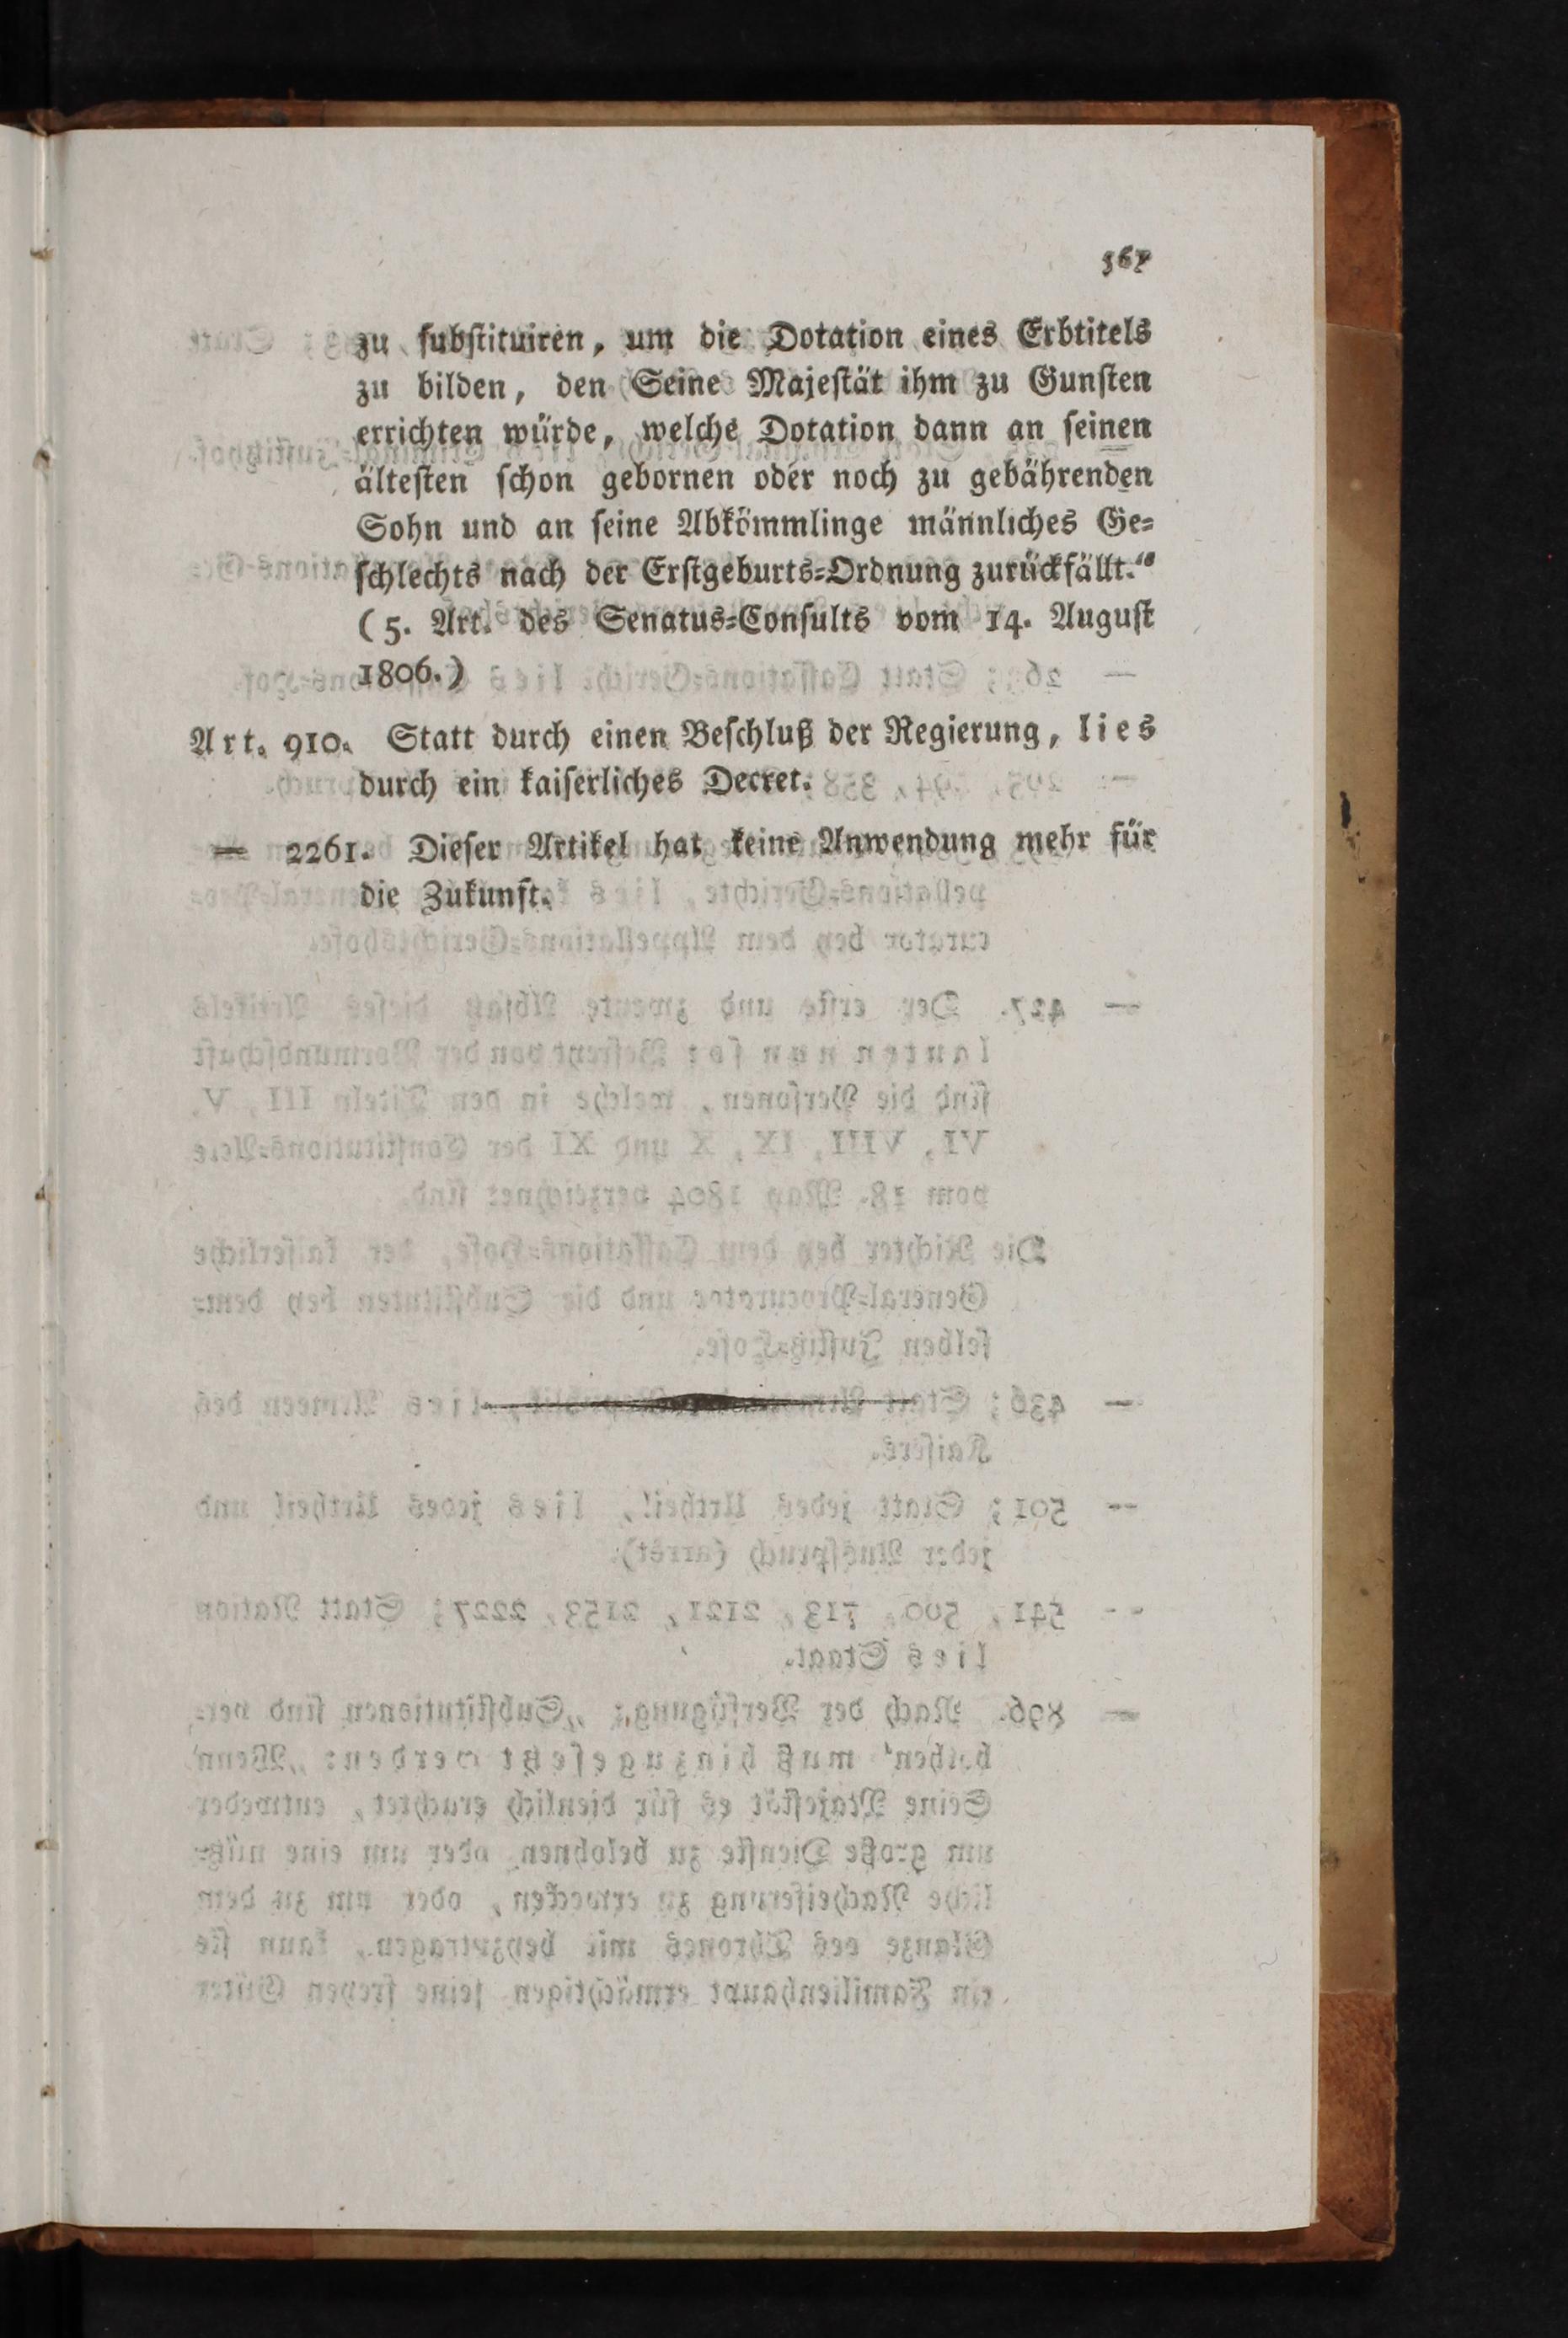 zu ſubſtituiren, um die Dotation eines Erbtitels
zu bilden, den Seine Majeſtät ihm zu Gunſten
errichten würde, welche Dotation dann an ſeinen
älteſten ſchon gebornen oder noch zu gebährenden
Sohn und an ſeine Abkömmlinge männliches Ge⸗
ſchlechts nach der Erſtgeburts⸗Ordnung zurückfällt.“
(5. Art. des Senatus⸗Conſults vom 14. Auguſt
1806.)
Art. 910. Statt durch einen Beſchluß der Regierung, lies
durch ein kaiſerliches Decret.
— 2261. Dieſer Artikel hat keine Anwendung mehr für
die Zukunft.